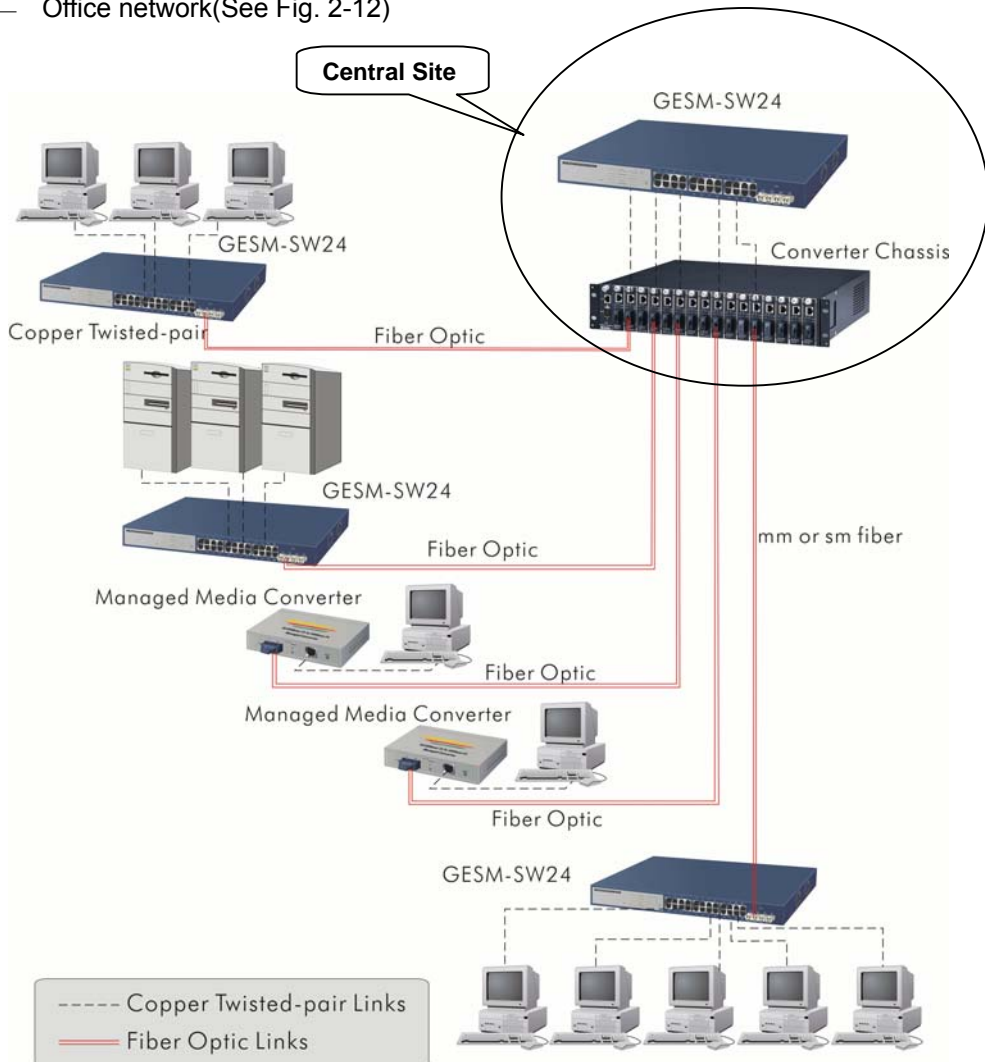 — Office network(See Fig. 2-12)
Central Site
GESM-SW24
GESM-SW24
Converter Chassis
Copper Twisted-pair
Fiber Optic
GESM-SW24
Fiber Optic
mm or sm fiber
Managed Media Converter
Fiber Optic
Managed Media Converter
Fiber Optic
GESM-SW24
Copper Twisted-pair Links
Fiber Optic Links